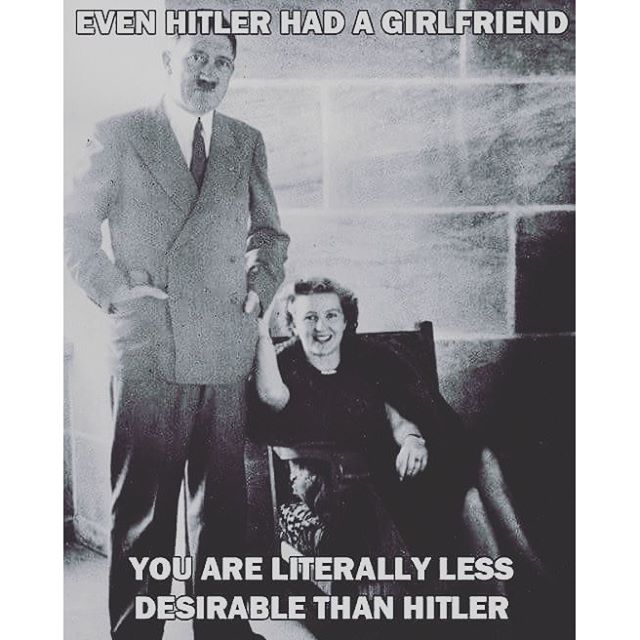 EVEN HITLER HAD A GIRLFRIEND
YOU ARE LITERALLY LESS
DESIRABLE THAN HITLER